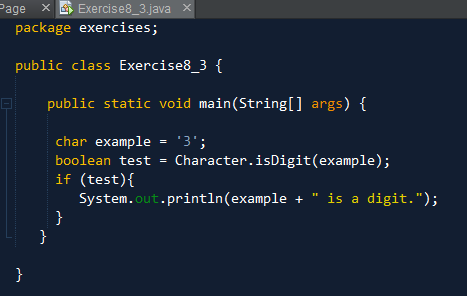 Page Exercise8_3.java
package exercises;
public class Exercise8_3 {
public static void main(String[] args) {
char example = '3';
boolean test = Character.isDigit(example);
if (test){
System.out.println(example + " is a digit.");
}
}
}